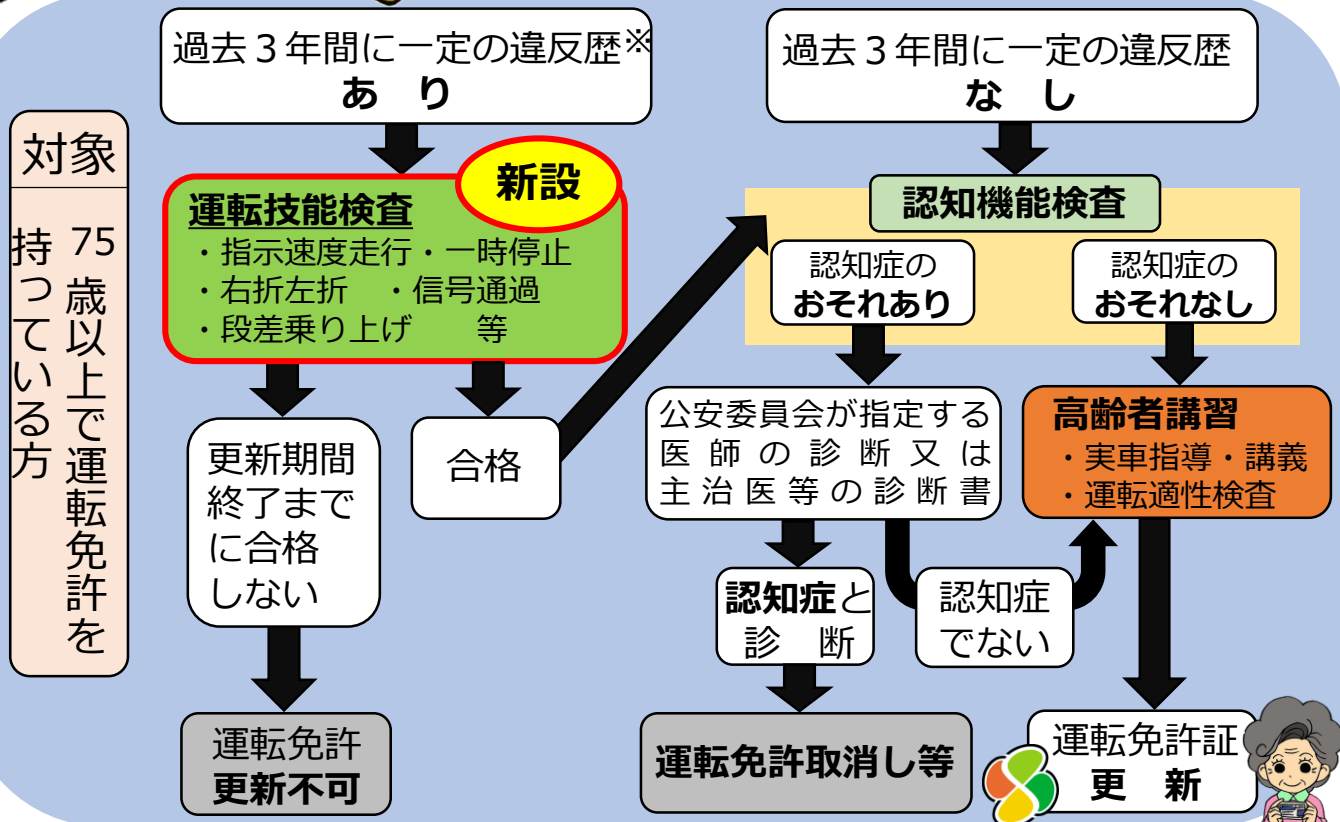 過去３年間に一定の違反歴※
あ り
過去３年間に一定の違反歴
な し
対象
75歳以上で運転免許を
持っている方
新設
運転技能検査
・指示速度走行・一時停止
・右折左折 ・信号通過
・段差乗り上げ 等
認知機能検査
認知症の
おそれあり
認知症の
おそれなし
更新期間
終了まで
に合格
しない
合格
公安委員会が指定する
医師の診断又は
主治医等の診断書
高齢者講習
・実車指導・講義
・運転適性検査
認知症と
診 断
認知症
でない
運転免許
更新不可
運転免許取消し等
運転免許証
更 新